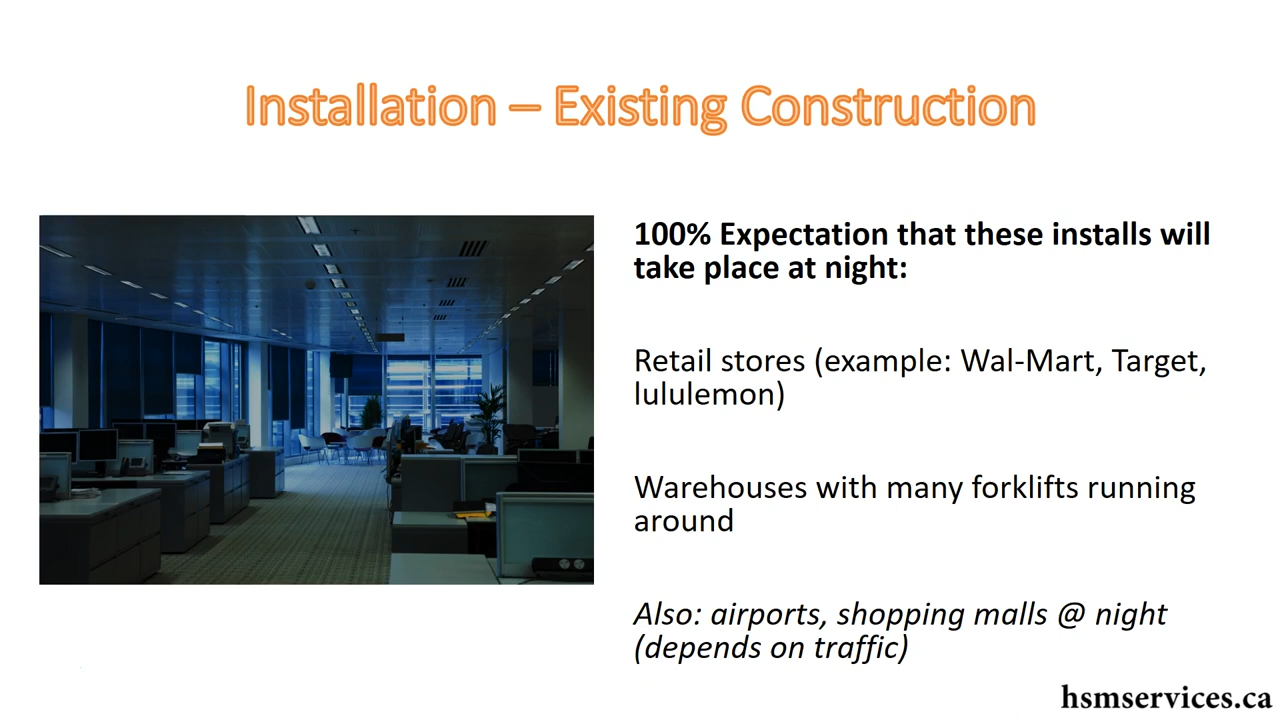 Installation – Existing Construction
100% Expectation that these installs will
take place at night:
Retail stores (example: Wal-Mart, Target,
lululemon)
Warehouses with many forklifts running
around
Also: airports, shopping malls @ night
(depends on traffic)
hsmservices.ca